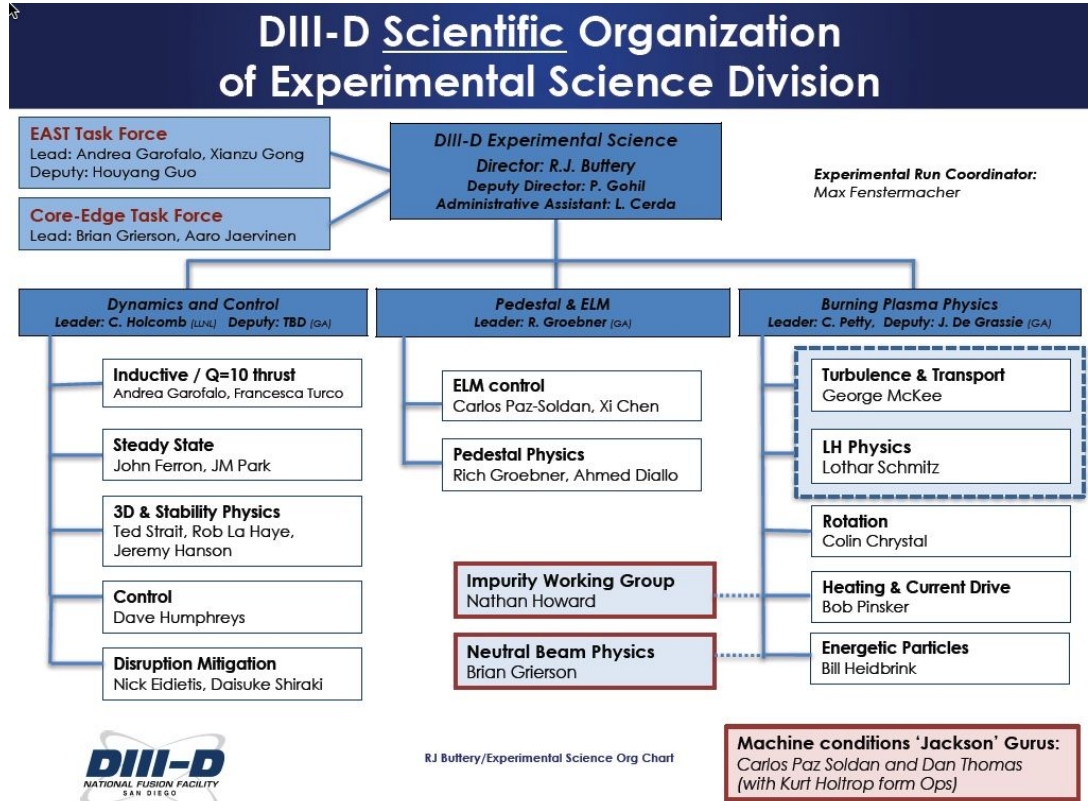 DIII-D Scientific Organization
of Experimental Science Division
EAST Task Force
Lead: Andrea Garofalo, Xianzu Gong
Deputy: Houyang Guo
Core-Edge Task Force
Lead: Brian Grierson, Aaro Jaervinen
DIII-D Experimental Science
Director: R.J. Buttery
Deputy Director: P. Gohil
Administrative Assistant: L. Cerda
Experimental Run Coordinator:
Max Fenstermacher
Dynamics and Control
Leader: C. Holcomb (LLNL) Deputy: TBD (GA)
Inductive / Q=10 thrust
Andrea Garofalo, Francesca Turco
Steady State
John Ferron, JM Park
3D & Stability Physics
Ted Strait, Rob La Haye,
Jeremy Hanson
Control
Dave Humphreys
Disruption Mitigation
Nick Eidietis, Daisuke Shiraki
Pedestal & ELM
Leader: R. Groebner (GA)
ELM control
Carlos Paz-Soldan, Xi Chen
Pedestal Physics
Rich Groebner, Ahmed Diallo
Impurity Working Group
Nathan Howard
Neutral Beam Physics
Brian Grierson
Burning Plasma Physics
Leader: C. Petty, Deputy: J. De Grassie (GA)
Turbulence & Transport
George McKee
LH Physics
Lothar Schmitz
Rotation
Colin Chrystal
Heating & Current Drive
Bob Pinsker
Energetic Particles
Bill Heidbrink
DIII-D
NATIONAL FUSION FACILITY
SAN DIEGO
RJ Buttery/Experimental Science Org Chart
Machine conditions ‘Jackson’ Gurus:
Carlos Paz Soldan and Dan Thomas
(with Kurt Holtrop form Ops)